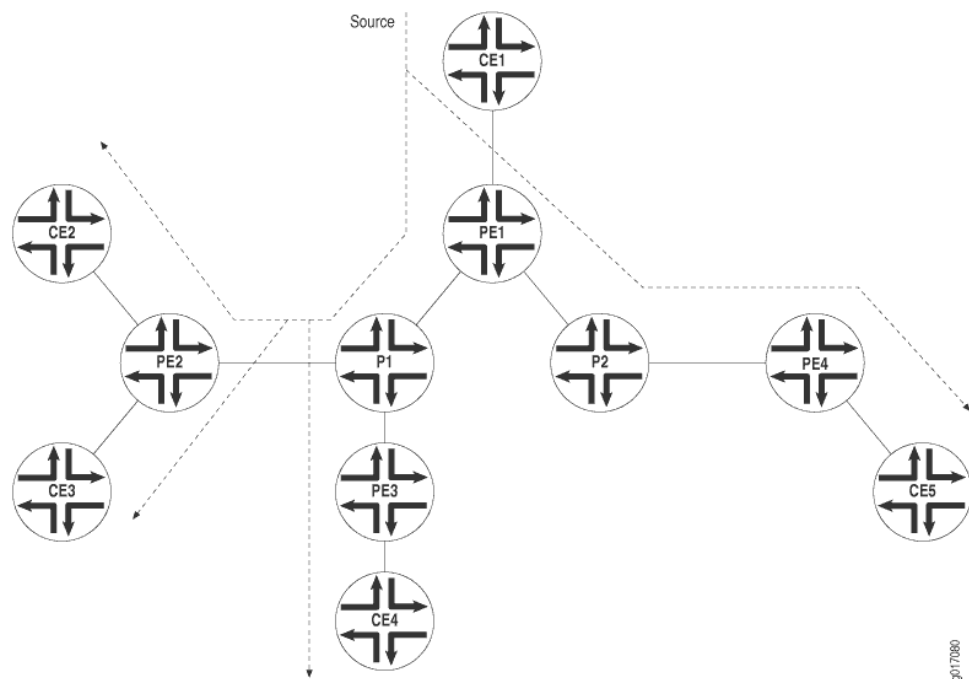 Source
CE1
CE2
PE1
PE2
P1
P2
PE4
CE3
PE3
CE5
CE4
g017080